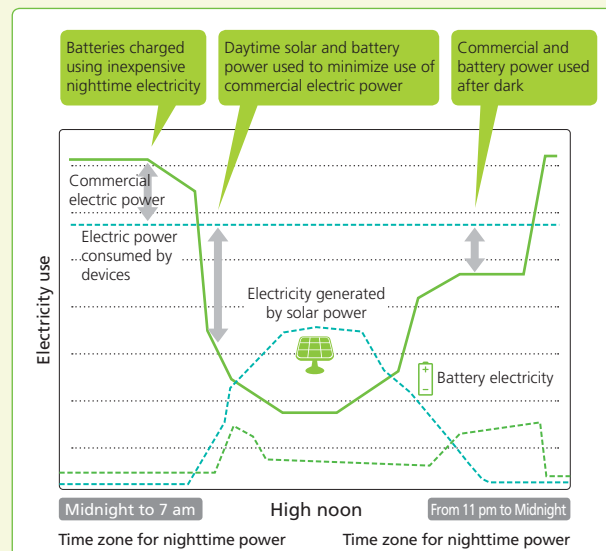 Batteries charged
using inexpensive
nighttime electricity
Daytime solar and battery
power used to minimize use of
commercial electric power
Commercial and
battery power used
after dark
Commercial
electric power
Electric power
consumed by
devices
Electricity generated
by solar power
+
−
Battery electricity
Electricity use
Midnight to 7 am
High noon
From 11 pm to Midnight
Time zone for nighttime power
Time zone for nighttime power